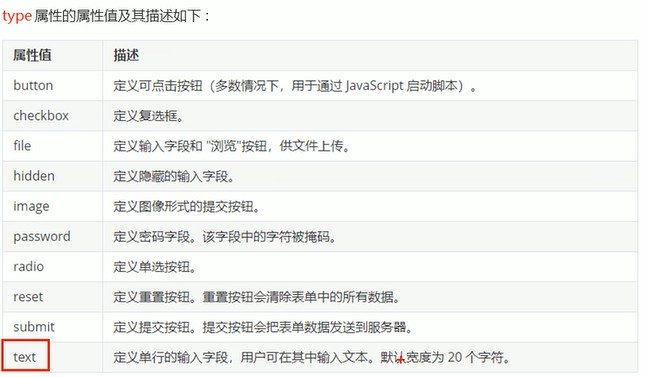 type 属性的属性值及其描述如下：
属性值 描述
button 定义可点击按钮（多数情况下，用于通过 JavaScript 启动脚本）。
checkbox 定义复选框。
file 定义输入字段和 "浏览"按钮，供文件上传。
hidden 定义隐藏的输入字段。
image 定义图像形式的提交按钮。
password 定义密码字段。该字段中的字符被掩码。
radio 定义单选按钮。
reset 定义重置按钮。重置按钮会清除表单中的所有数据。
submit 定义提交按钮。提交按钮会把表单数据发送到服务器。
text 定义单行的输入字段，用户可在其中输入文本。默认宽度为 20 个字符。